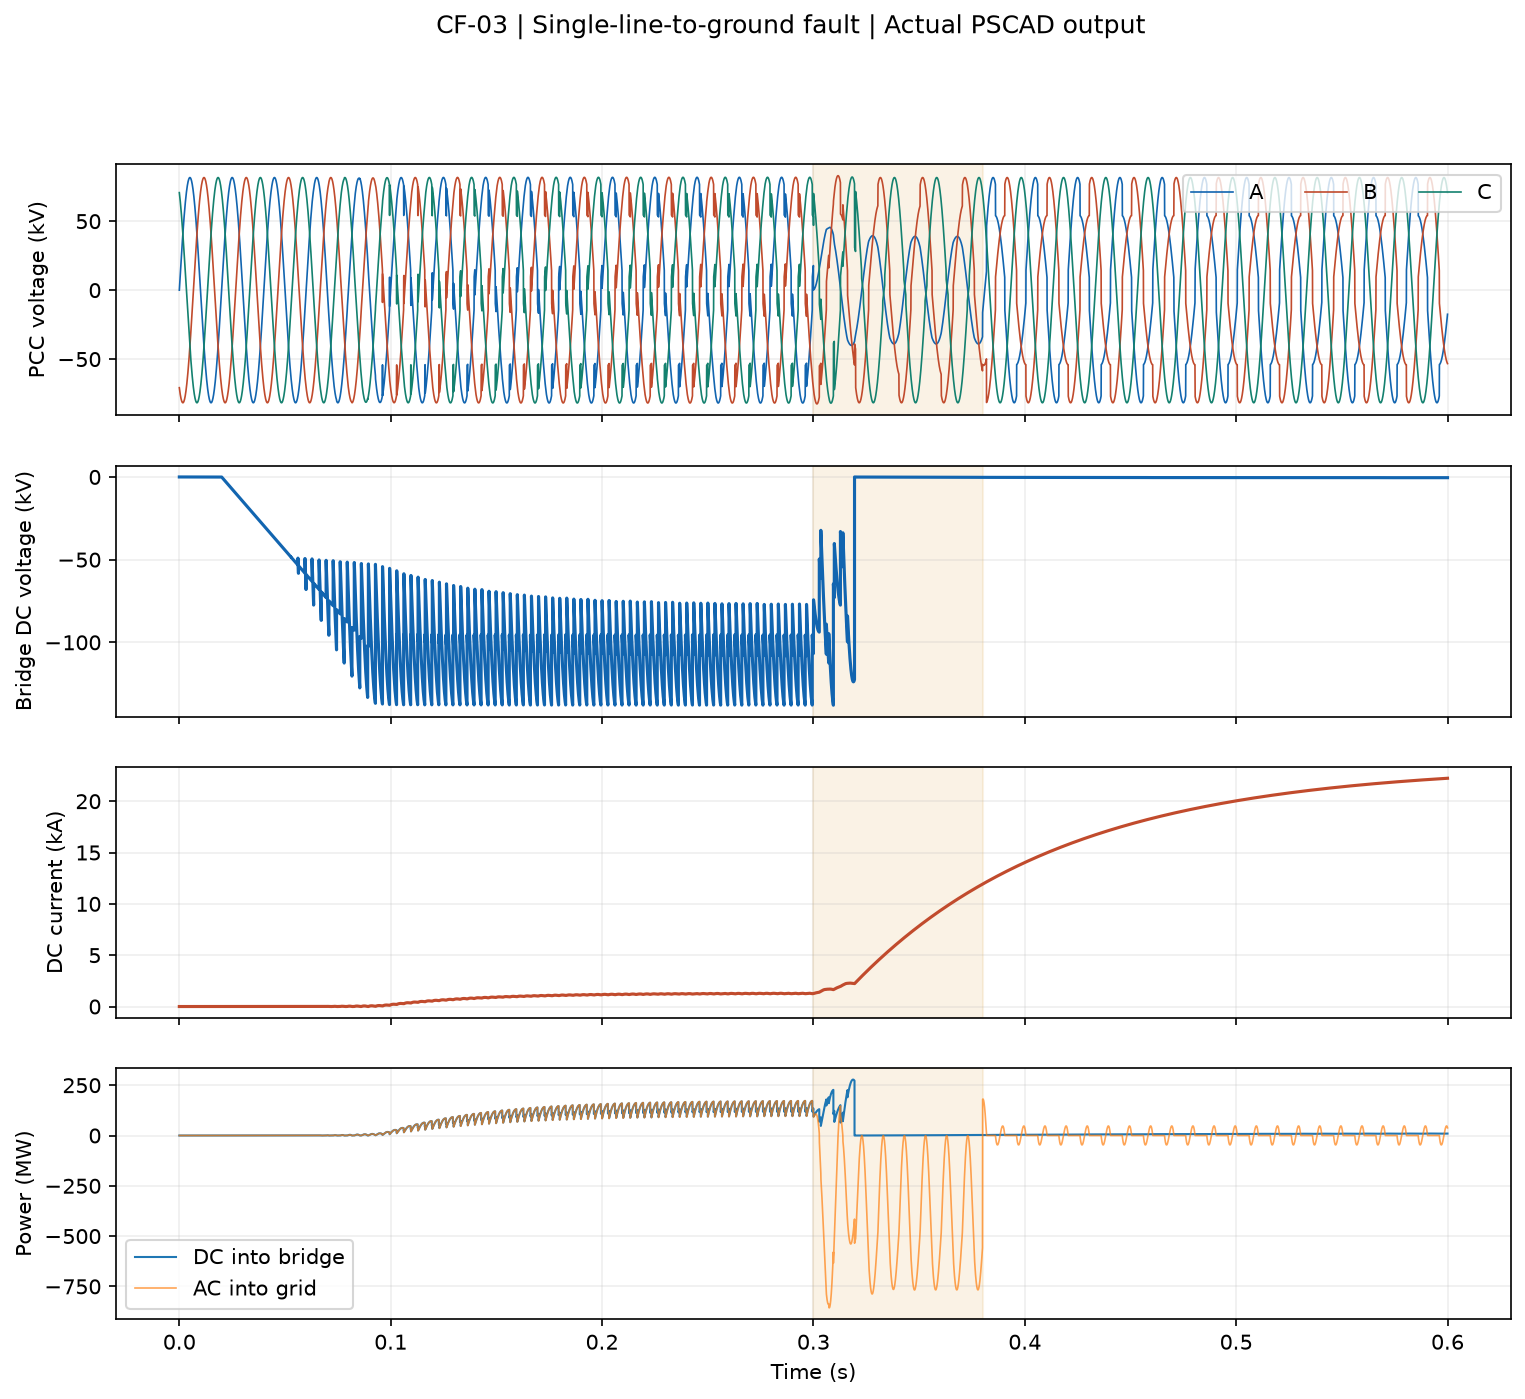 CF-03 | Single-line-to-ground fault | Actual PSCAD output
PCC voltage (kV)
50
0
−50
A
B
C
Bridge DC voltage (kV)
0
−50
−100
DC current (kA)
20
15
10
5
0
Power (MW)
250
0
−250
−500
−750
DC into bridge
AC into grid
0.0
0.1
0.2
0.3
0.4
0.5
0.6
Time (s)